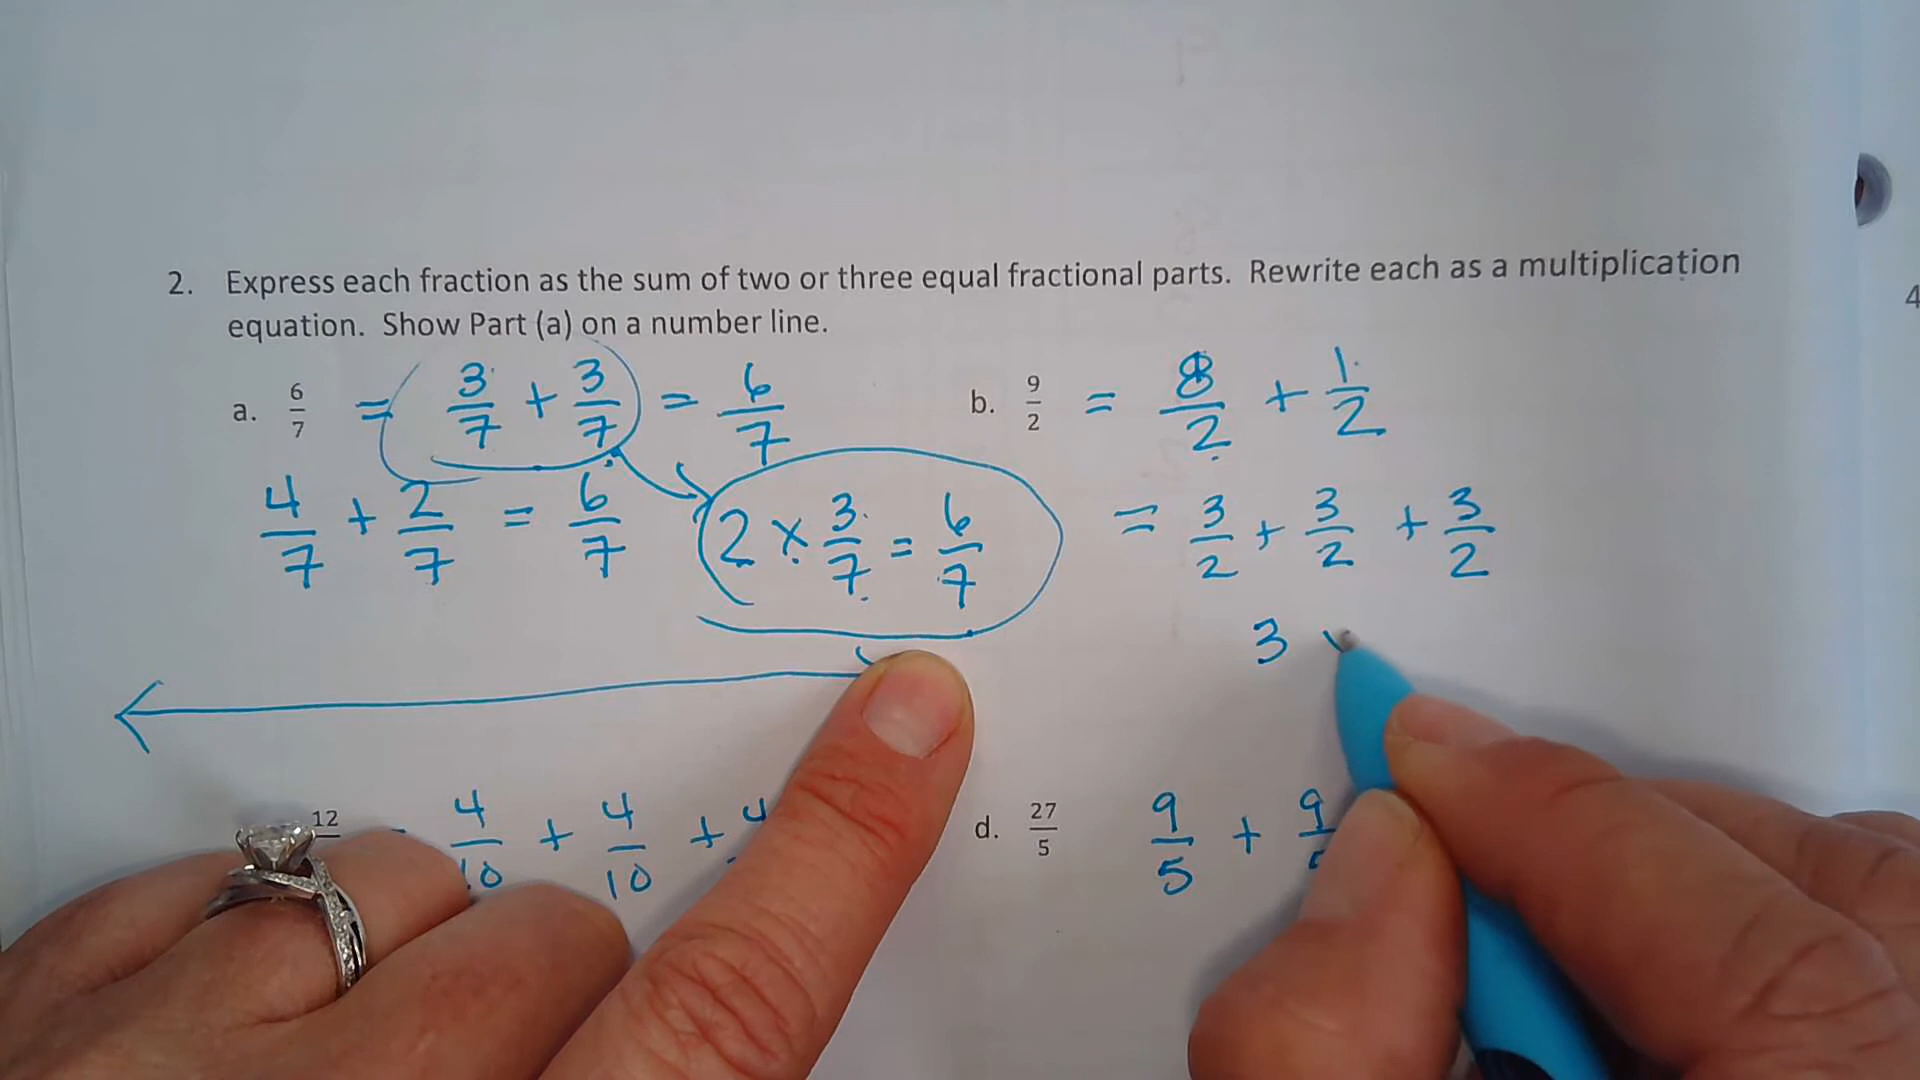 2. Express each fraction as the sum of two or three equal fractional parts. Rewrite each as a multiplication
equation. Show Part (a) on a number line.
a. 6/7 = 3/7 + 3/7 = 6/7
4/7 + 2/7 = 6/7
2 × 3/7 = 6/7
b. 9/2 = 8/2 + 1/2
= 3/2 + 3/2 + 3/2
3
12
4/10 + 4/10 + 4
d. 27/5 9/5 + 9
4